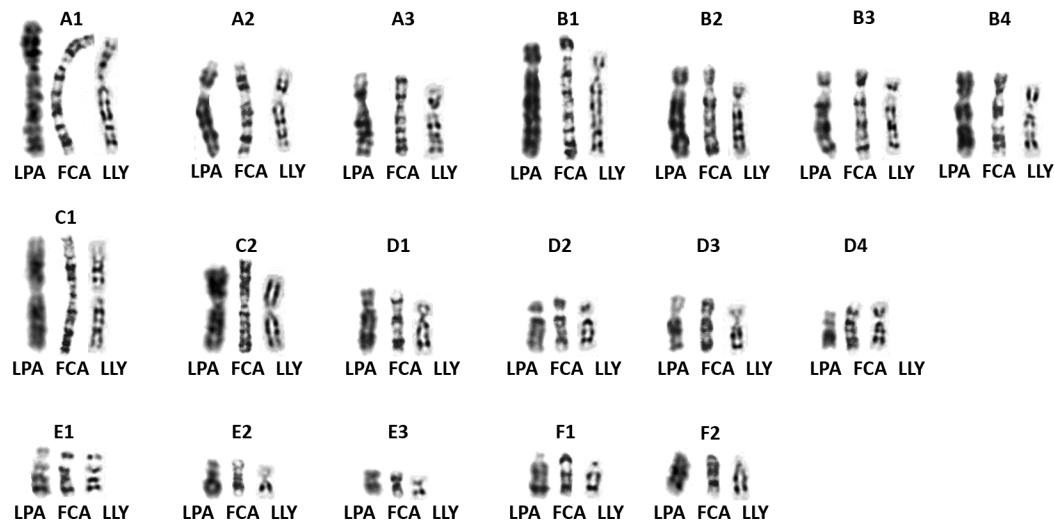 A1 A2 A3 B1 B2 B3 B4
LPA FCA LLY LPA FCA LLY LPA FCA LLY LPA FCA LLY LPA FCA LLY LPA FCA LLY LPA FCA LLY
C1 C2 D1 D2 D3 D4
LPA FCA LLY LPA FCA LLY LPA FCA LLY LPA FCA LLY LPA FCA LLY LPA FCA LLY
E1 E2 E3 F1 F2
LPA FCA LLY LPA FCA LLY LPA FCA LLY LPA FCA LLY LPA FCA LLY